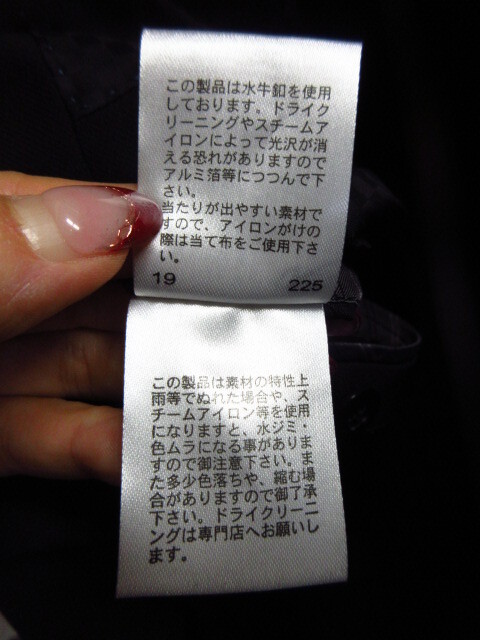 この製品は水牛釦を使用
しております。ドライク
リーニングやスチームア
イロンによって光沢が消
える恐れがありますので
アルミ箔等につつんで下
さい。
当たりが出やすい素材で
すので、アイロンがけの
際は当て布をご使用下さ
い。
19 225
この製品は素材の特性上
雨等でぬれた場合や、ス
チームアイロン等を使用
になりますと、水ジミ・
色ムラになる事がありま
すので御注意下さい。ま
た多少色落ちや、縮む場
合がありますので御了承
下さい。ドライクリーニ
ングは専門店へお願いし
ます。